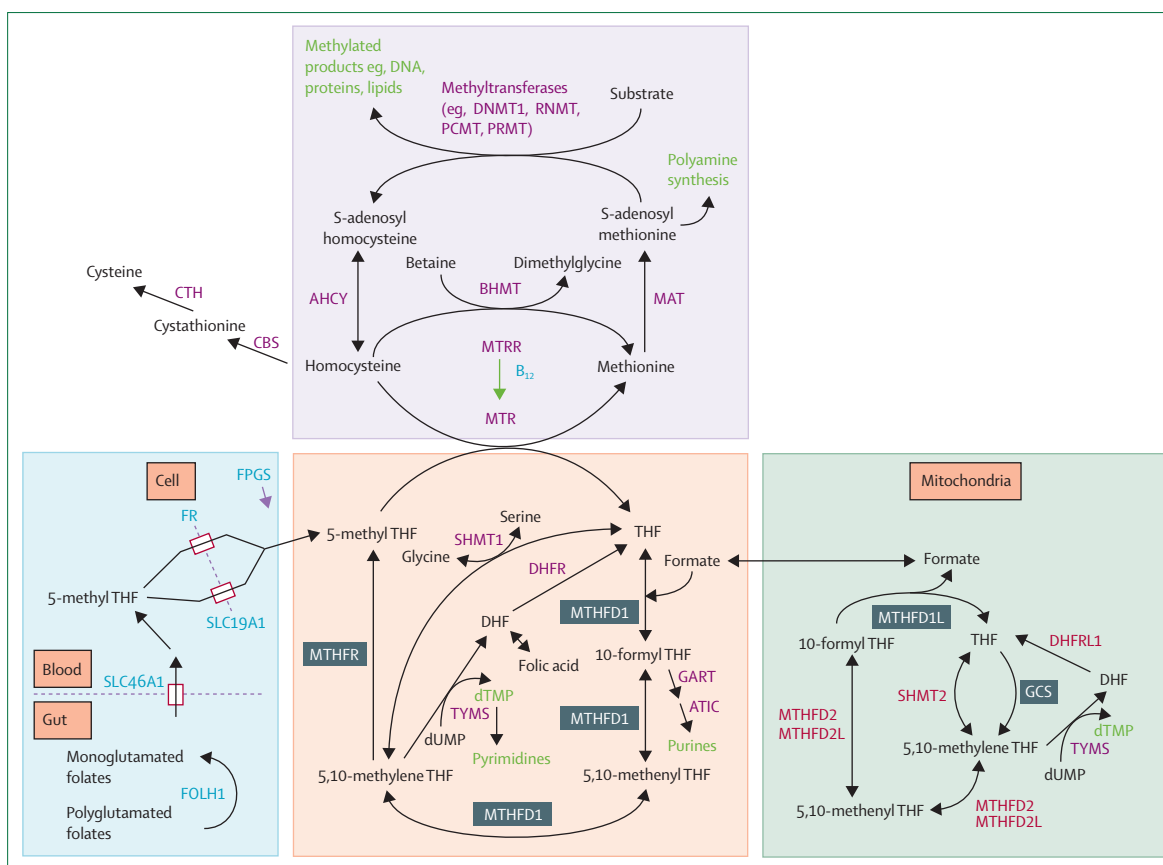 Methylated
products eg, DNA,
proteins, lipids
Methyltransferases
(eg, DNMT1, RNMT,
PCMT, PRMT)
Substrate
Polyamine
synthesis
S-adenosyl
homocysteine
S-adenosyl
methionine
Betaine
Dimethylglycine
BHMT
AHCY
MAT
Cysteine
CTH
Cystathionine
CBS
Homocysteine
MTRR
B12
MTR
Methionine
Cell
FPGS
FR
5-methyl THF
SLC19A1
Blood
SLC46A1
Gut
Monoglutamated
folates
FOLH1
Polyglutamated
folates
5-methyl THF
Serine
SHMT1
Glycine
THF
DHFR
Formate
MTHFD1
MTHFR
DHF
Folic acid
10-formyl THF
GART
dTMP
TYMS
ATIC
MTHFD1
dUMP
Pyrimidines
Purines
5,10-methylene THF
5,10-methenyl THF
MTHFD1
Mitochondria
Formate
MTHFD1L
10-formyl THF
THF
DHFRL1
SHMT2
GCS
DHF
MTHFD2
MTHFD2L
dTMP
TYMS
5,10-methylene THF
dUMP
5,10-methenyl THF
MTHFD2
MTHFD2L